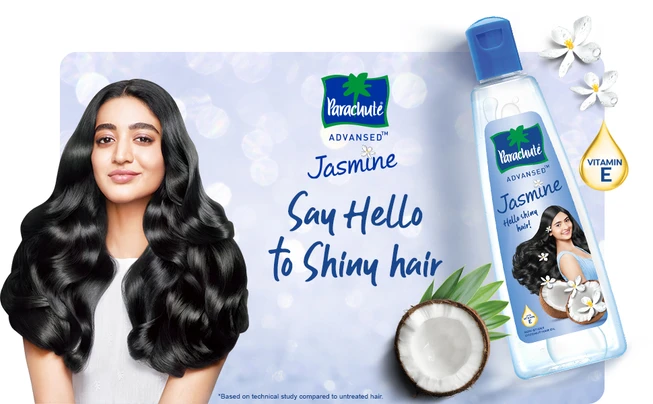 Parachute®
ADVANSED™
Jasmine
Say Hello
to Shiny hair
*Based on technical study compared to untreated hair.
Parachute®
ADVANSED™
Jasmine
Hello shiny
hair!
VITAMIN
E